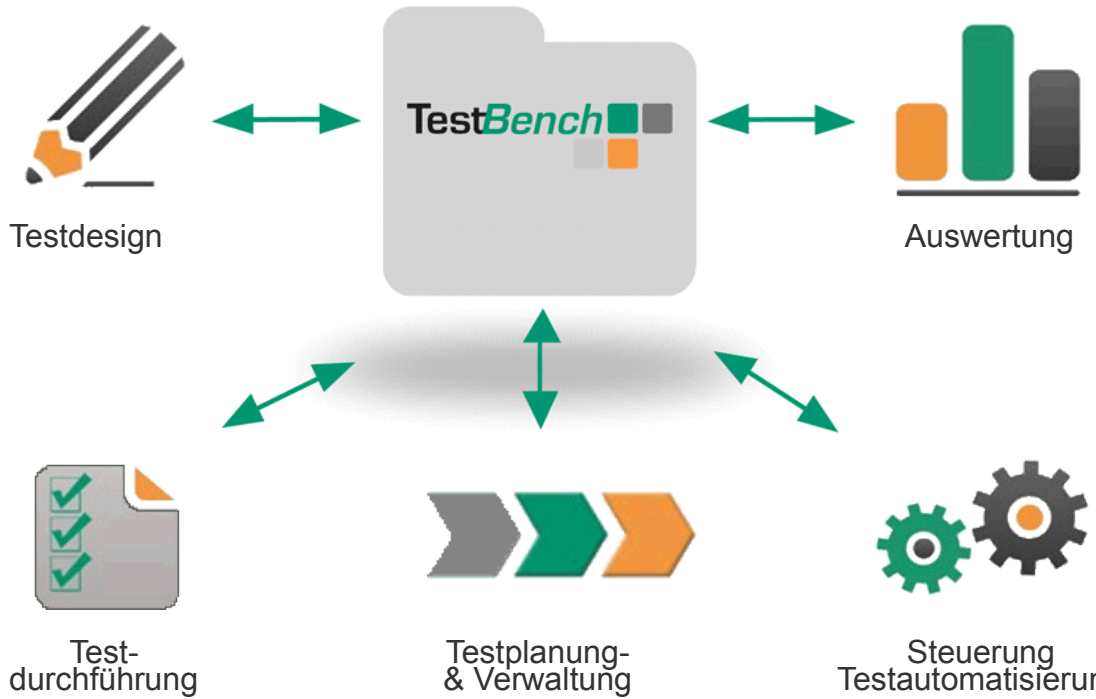 TestBench
Testdesign
Auswertung
Test-
durchführung
Testplanung-
& Verwaltung
Steuerung
Testautomatisierun